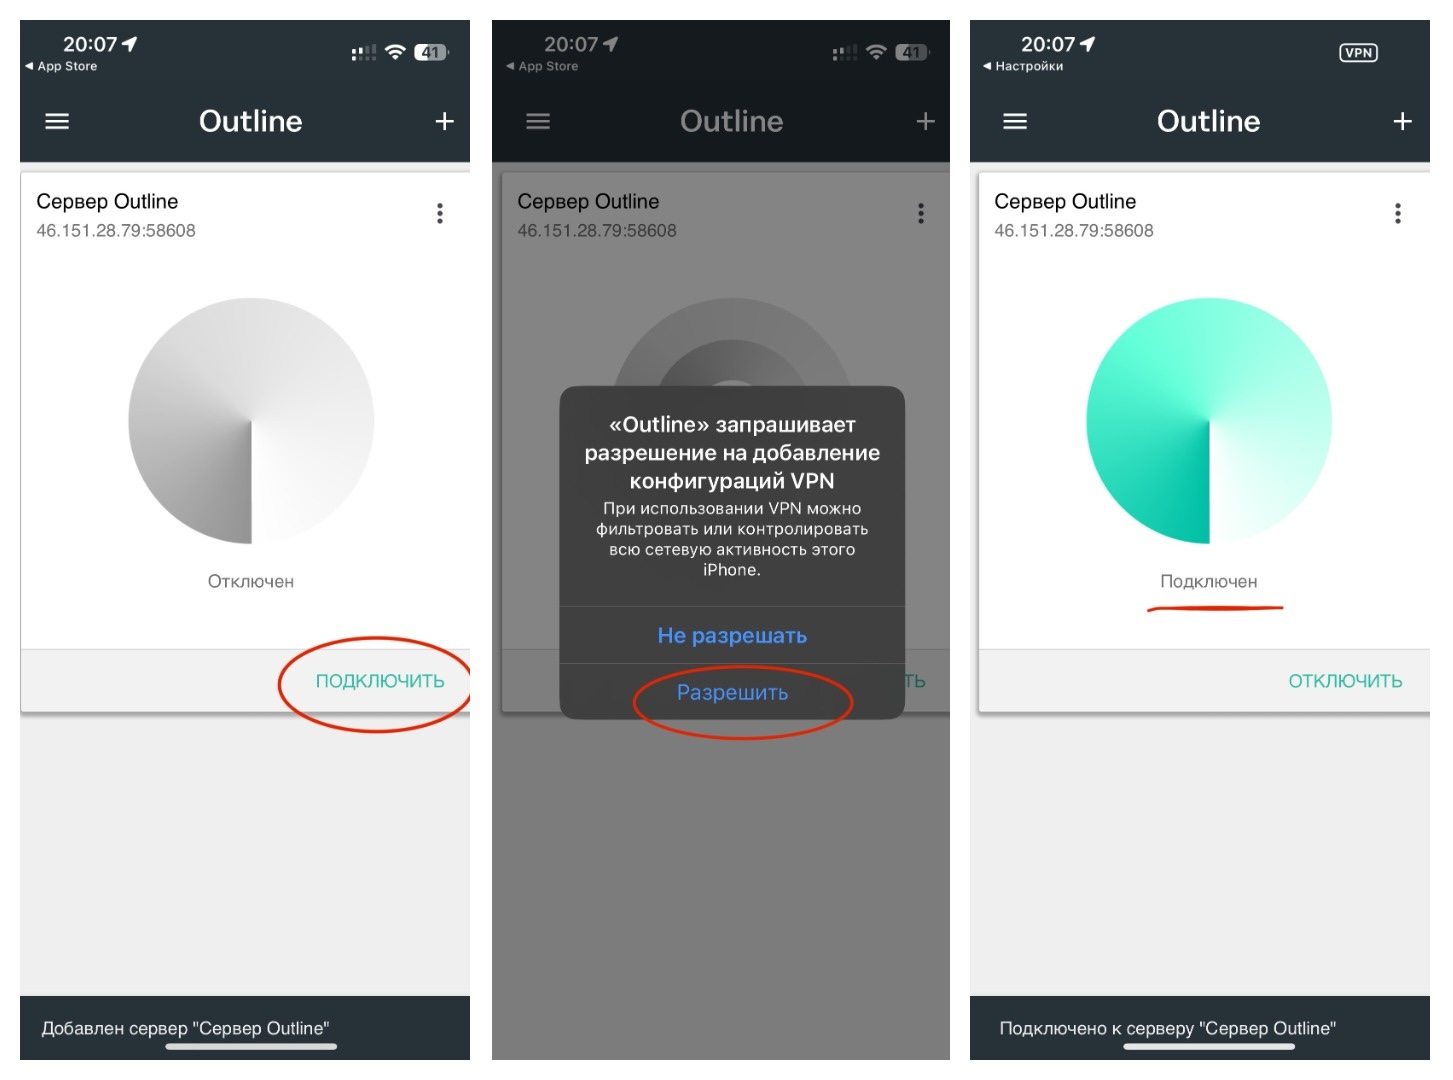 20:07
41
App Store
Outline
Сервер Outline
46.151.28.79:58608
Отключен
ПОДКЛЮЧИТЬ
Добавлен сервер "Сервер Outline"
20:07
41
App Store
Outline
Сервер Outline
46.151.28.79:58608
«Outline» запрашивает
разрешение на добавление
конфигураций VPN
При использовании VPN можно
фильтровать или контролировать
всю сетевую активность этого
iPhone.
Не разрешать
Разрешить
ТЬ
20:07
VPN
Настройки
Outline
Сервер Outline
46.151.28.79:58608
Подключен
ОТКЛЮЧИТЬ
Подключено к серверу "Сервер Outline"